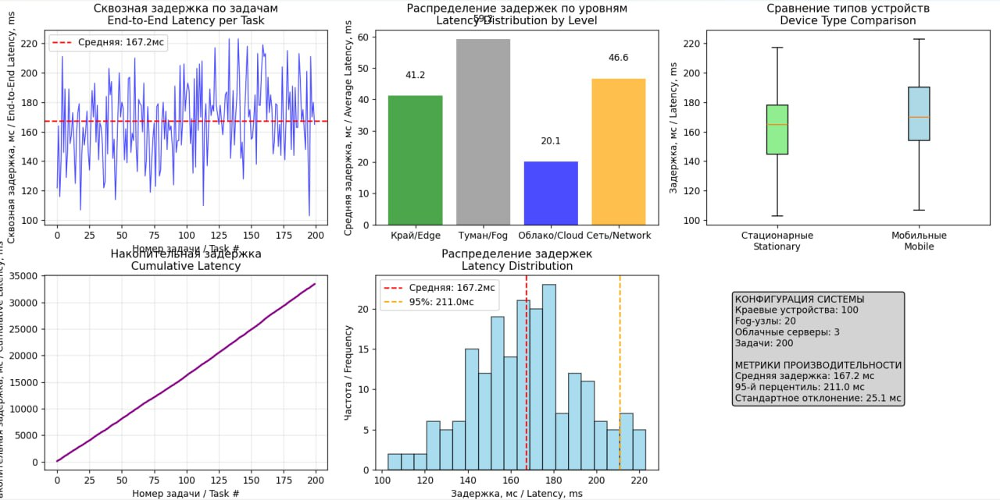 Сквозная задержка по задачам
End-to-End Latency per Task
Сквозная задержка, мс / End-to-End Latency, ms
220
200
180
160
140
120
100
Средняя: 167.2мс
0 25 50 75 100 125 150 175 200
Номер задачи / Task #
Распределение задержек по уровням
Latency Distribution by Level
Средняя задержка, мс / Average Latency, ms
60
50
40
30
20
10
0
41.2
59.2
20.1
46.6
Край/Edge Туман/Fog Облако/Cloud Сеть/Network
Сравнение типов устройств
Device Type Comparison
Задержка, мс / Latency, ms
220
200
180
160
140
120
100
Стационарные
Stationary
Мобильные
Mobile
Накопительная задержка
Cumulative Latency
задержка, мс / Cumulative Latency, ms
35000
30000
25000
20000
15000
10000
5000
0
0 25 50 75 100 125 150 175 200
Номер задачи / Task #
Распределение задержек
Latency Distribution
Частота / Frequency
20
15
10
5
0
Средняя: 167.2мс
95%: 211.0мс
100 120 140 160 180 200 220
Задержка, мс / Latency, ms
КОНФИГУРАЦИЯ СИСТЕМЫ
Краевые устройства: 100
Fog-узлы: 20
Облачные серверы: 3
Задачи: 200
МЕТРИКИ ПРОИЗВОДИТЕЛЬНОСТИ
Средняя задержка: 167.2 мс
95-й перцентиль: 211.0 мс
Стандартное отклонение: 25.1 мс